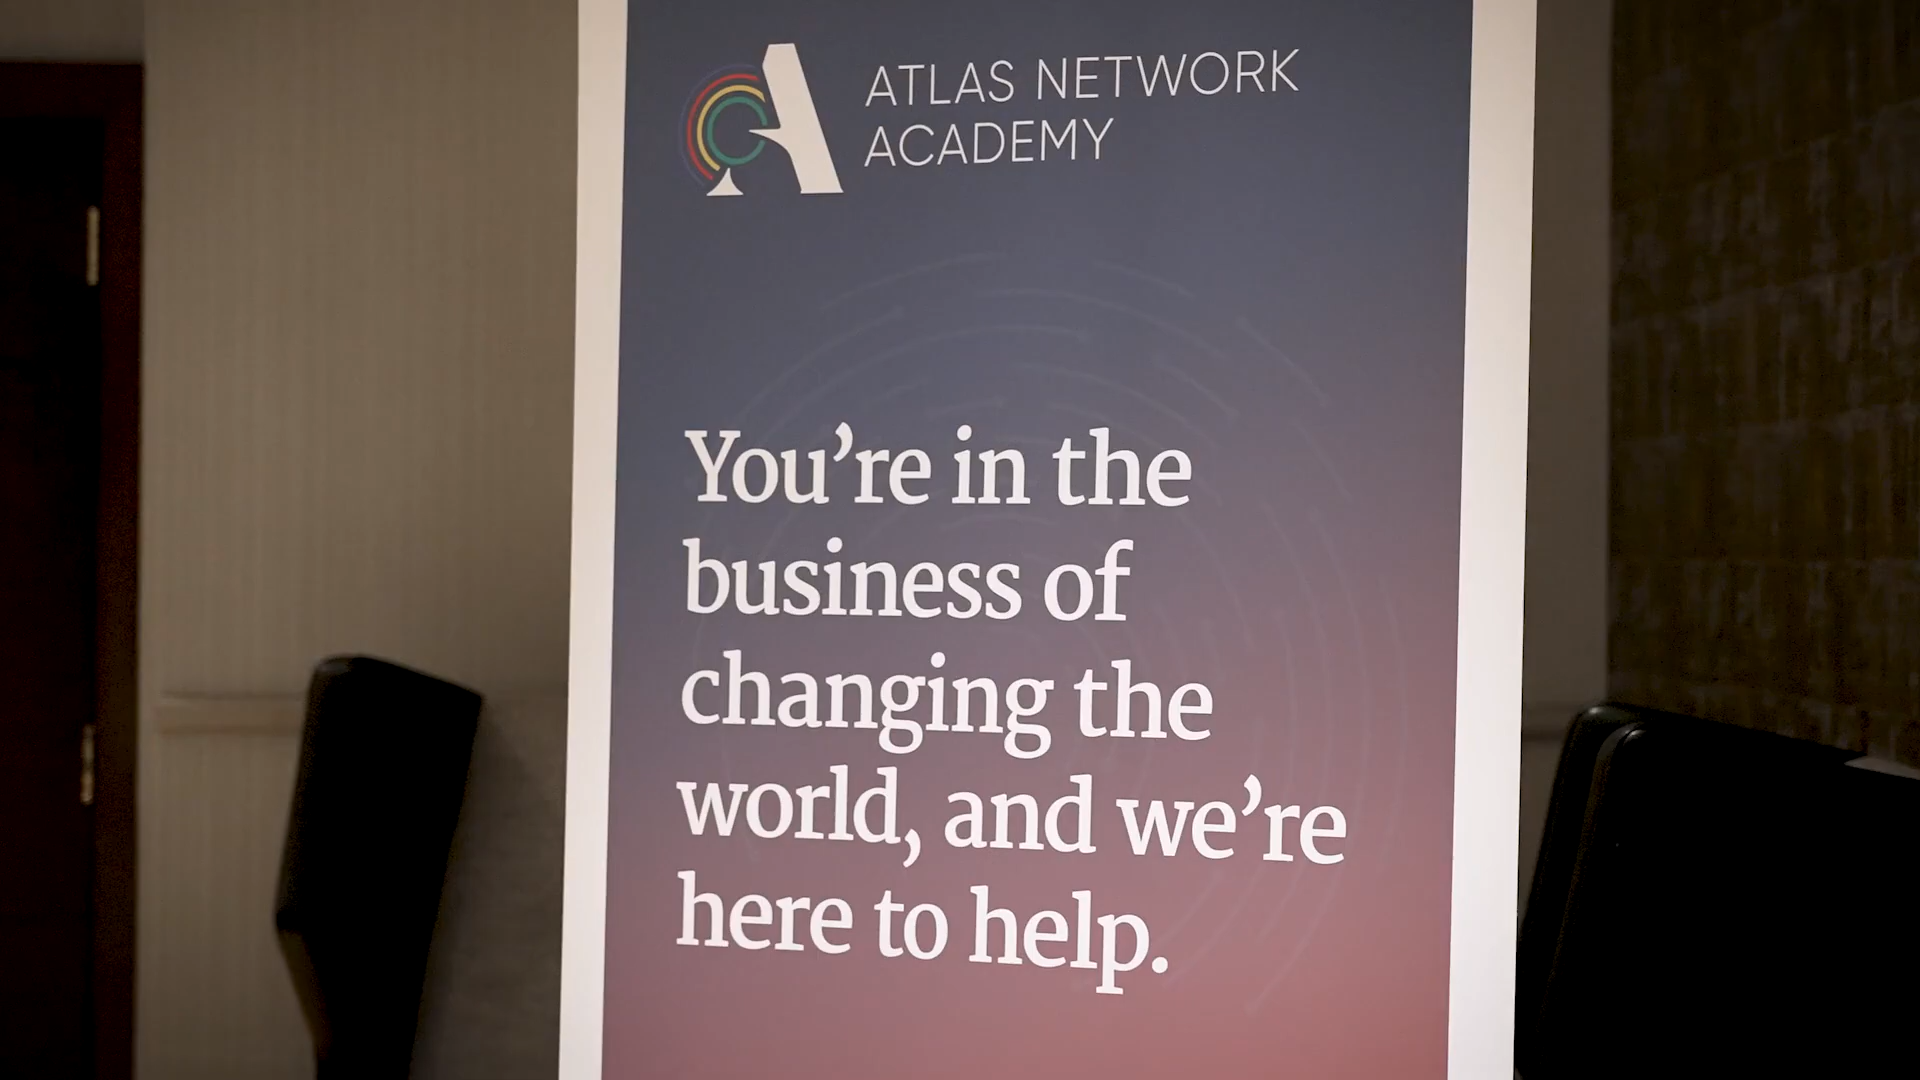 ATLAS NETWORK
ACADEMY
You’re in the
business of
changing the
world, and we’re
here to help.